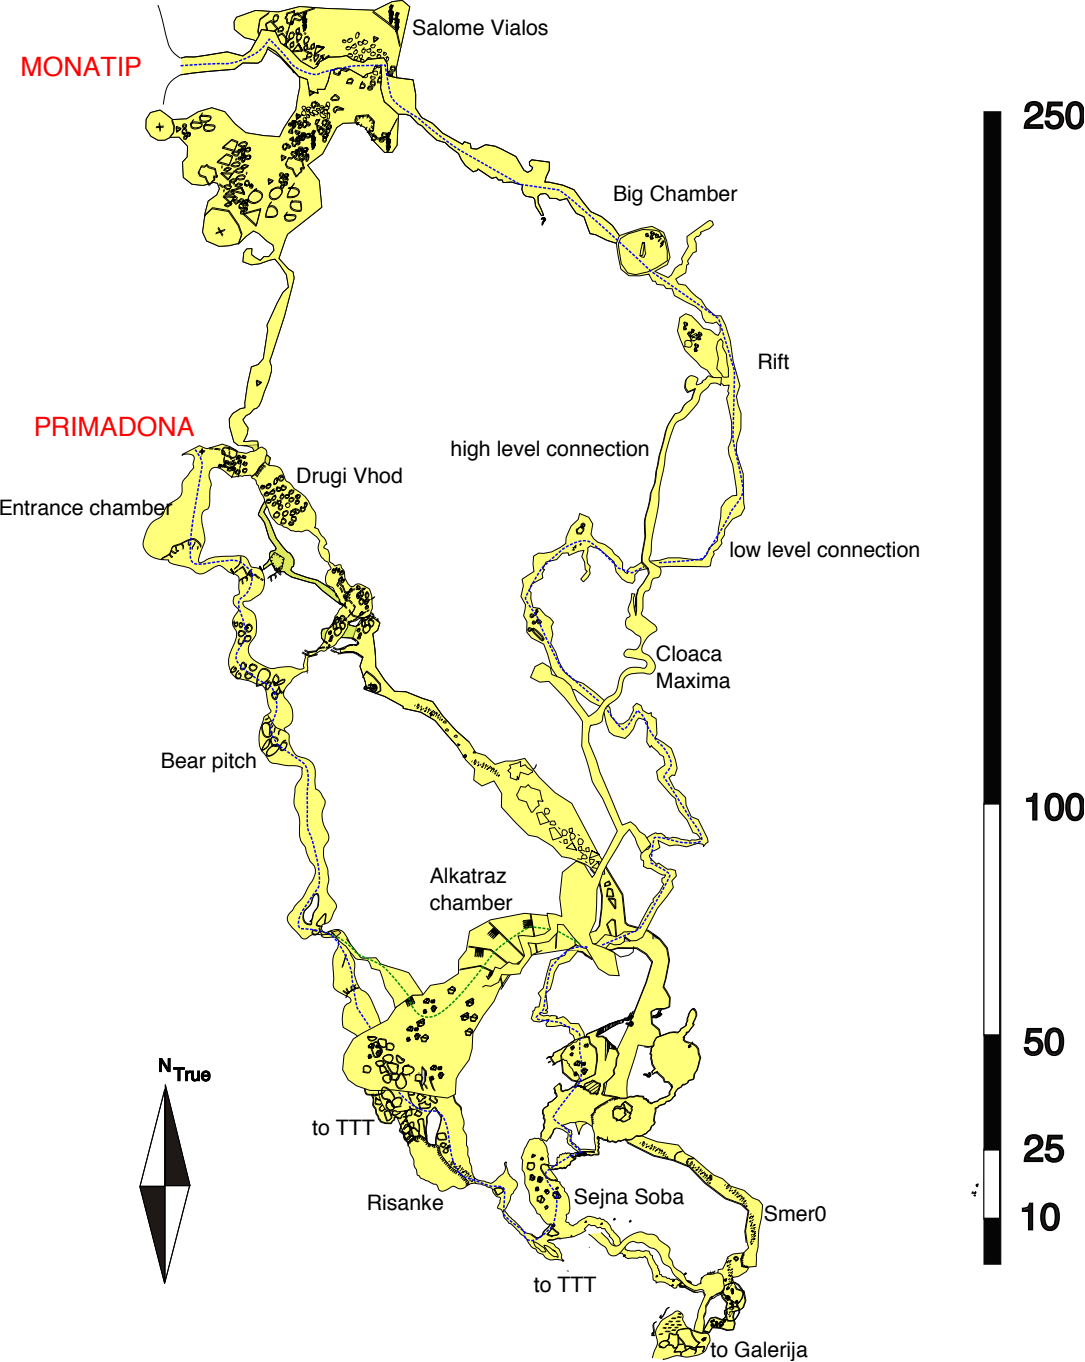 Salome Vialos
MONATIP
250
Big Chamber
Rift
PRIMADONA
high level connection
Drugi Vhod
Entrance chamber
low level connection
Cloaca
Maxima
Bear pitch
100
Alkatraz
chamber
50
N
True
to TTT
25
Risanke
Sejna Soba
Smer0
10
to TTT
to Galerija
?